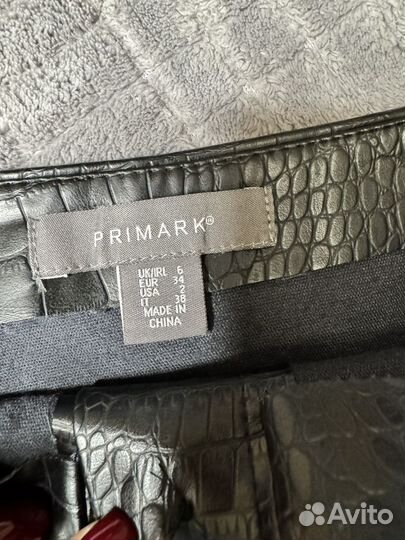 PRIMARK®
UK/IRL 6
EUR 34
USA 2
IT 38
MADE IN
CHINA
Avito